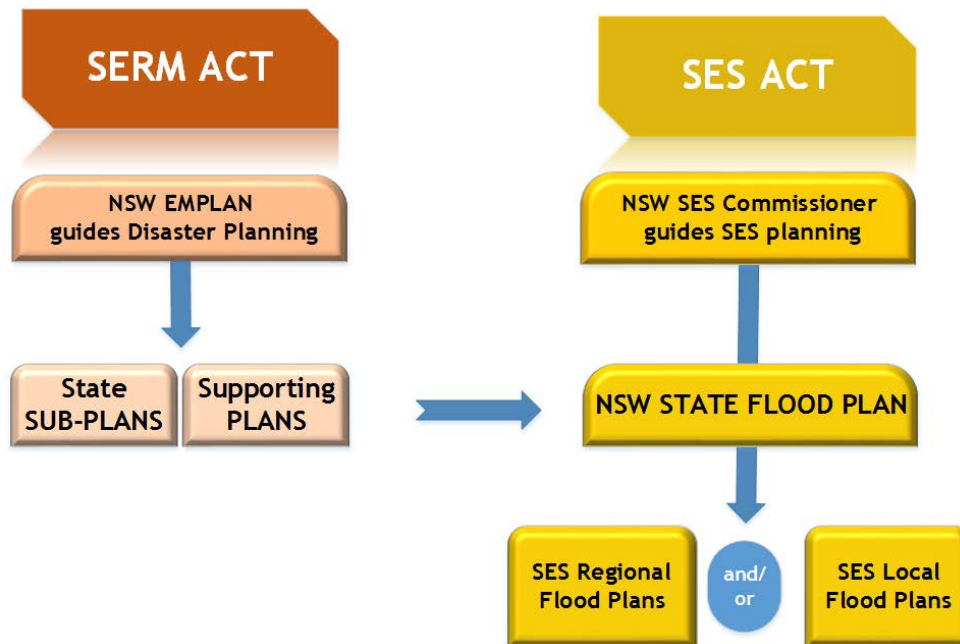 SERM ACT
NSW EMPLAN
guides Disaster Planning
State
SUB-PLANS
Supporting
PLANS
SES ACT
NSW SES Commissioner
guides SES planning
NSW STATE FLOOD PLAN
SES Regional
Flood Plans
and/
or
SES Local
Flood Plans